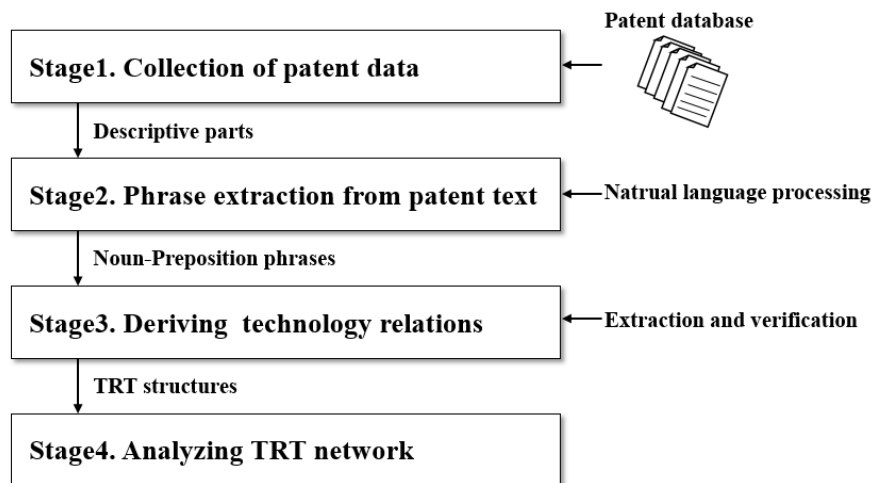 Patent database
Stage1. Collection of patent data
Descriptive parts
Stage2. Phrase extraction from patent text
Natrual language processing
Noun-Preposition phrases
Stage3. Deriving technology relations
Extraction and verification
TRT structures
Stage4. Analyzing TRT network